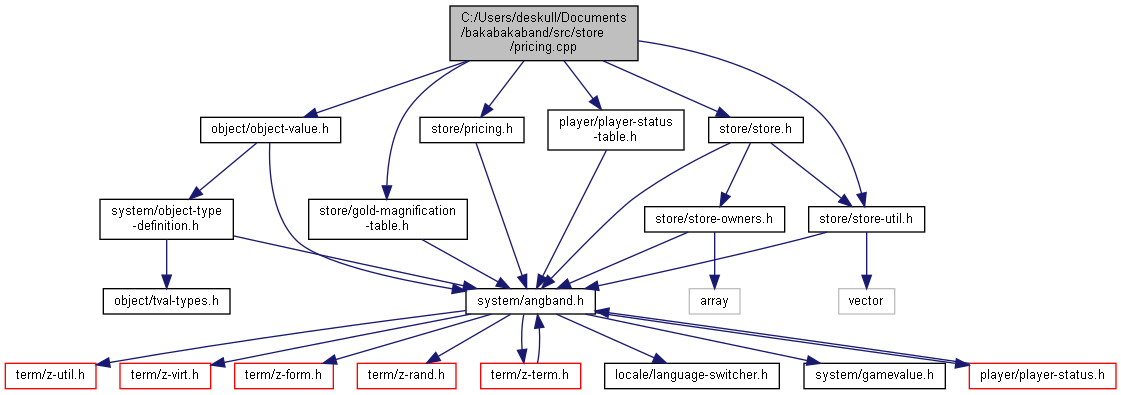 C:/Users/deskull/Documents
/bakabakaband/src/store
/pricing.cpp
object/object-value.h
store/pricing.h
player/player-status
-table.h
store/store.h
system/object-type
-definition.h
store/gold-magnification
-table.h
store/store-owners.h
store/store-util.h
object/tval-types.h
system/angband.h
array
vector
term/z-util.h
term/z-virt.h
term/z-form.h
term/z-rand.h
term/z-term.h
locale/language-switcher.h
system/gamevalue.h
player/player-status.h